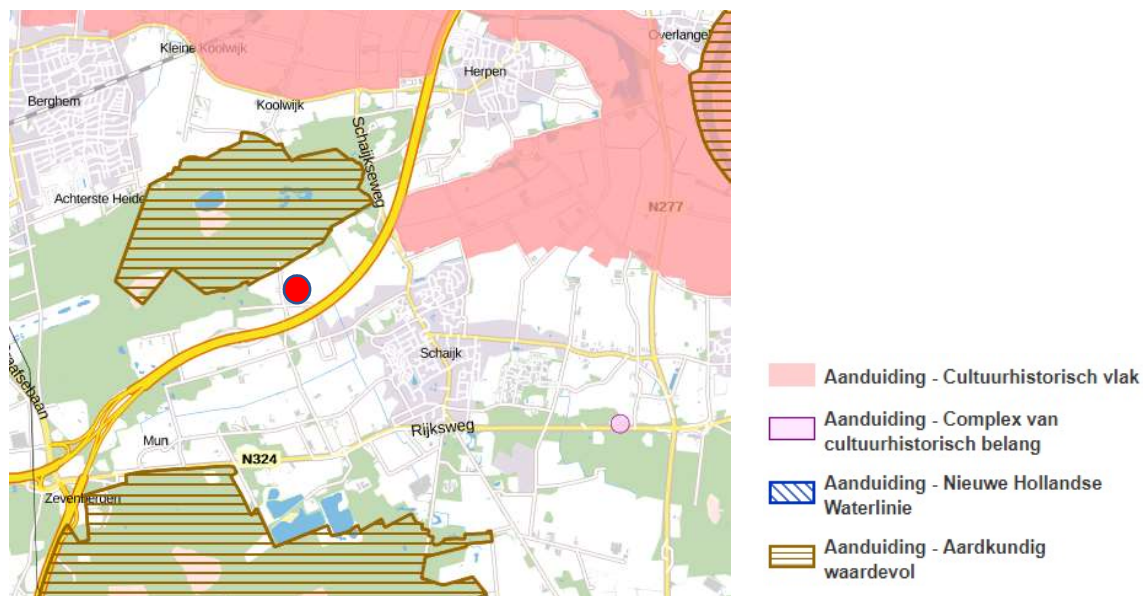 Kleine Koolwijk
Overlangel
Herpen
Berghem
Koolwijk
Schaijkseweg
Achterste Heide
N277
Schaijk
aafsebaan
Rijksweg
Mun
N324
Zevenbergen
Aanduiding - Cultuurhistorisch vlak
Aanduiding - Complex van
cultuurhistorisch belang
Aanduiding - Nieuwe Hollandse
Waterlinie
Aanduiding - Aardkundig
waardevol